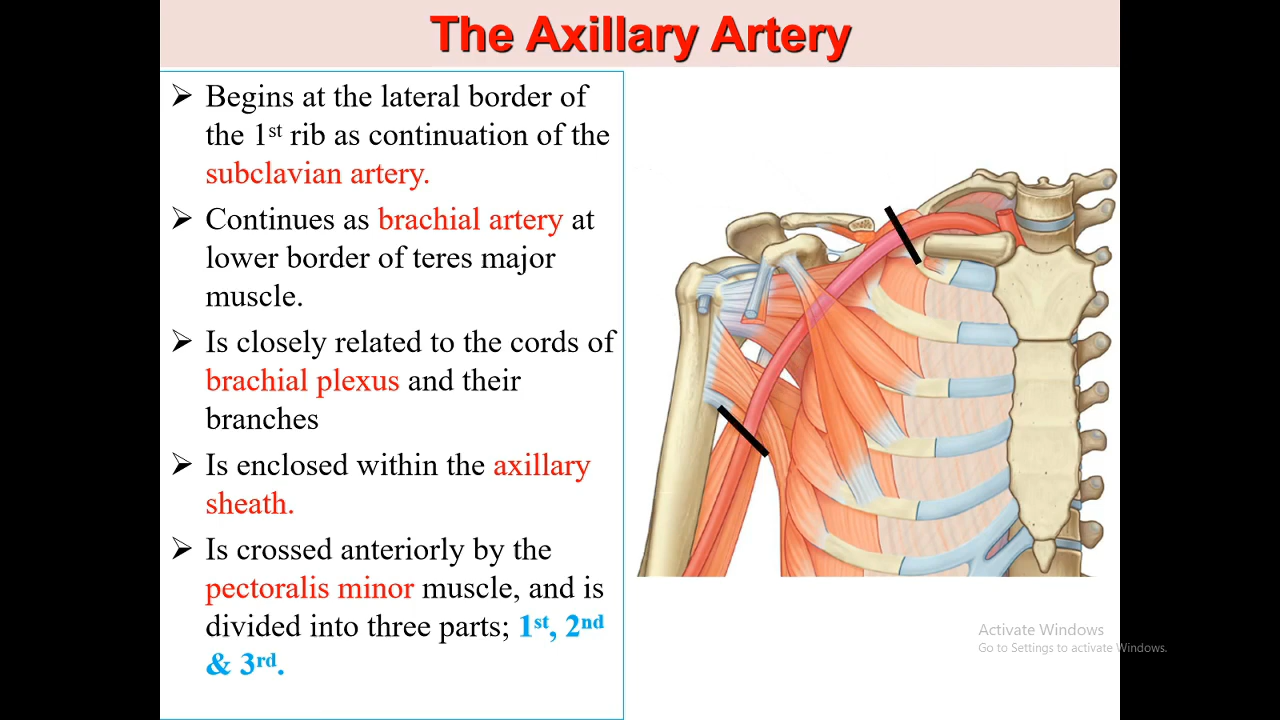 The Axillary Artery
➢ Begins at the lateral border of
the 1st rib as continuation of the
subclavian artery.
➢ Continues as brachial artery at
lower border of teres major
muscle.
➢ Is closely related to the cords of
brachial plexus and their
branches
➢ Is enclosed within the axillary
sheath.
➢ Is crossed anteriorly by the
pectoralis minor muscle, and is
divided into three parts; 1st, 2nd
& 3rd.
Activate Windows
Go to Settings to activate Windows.